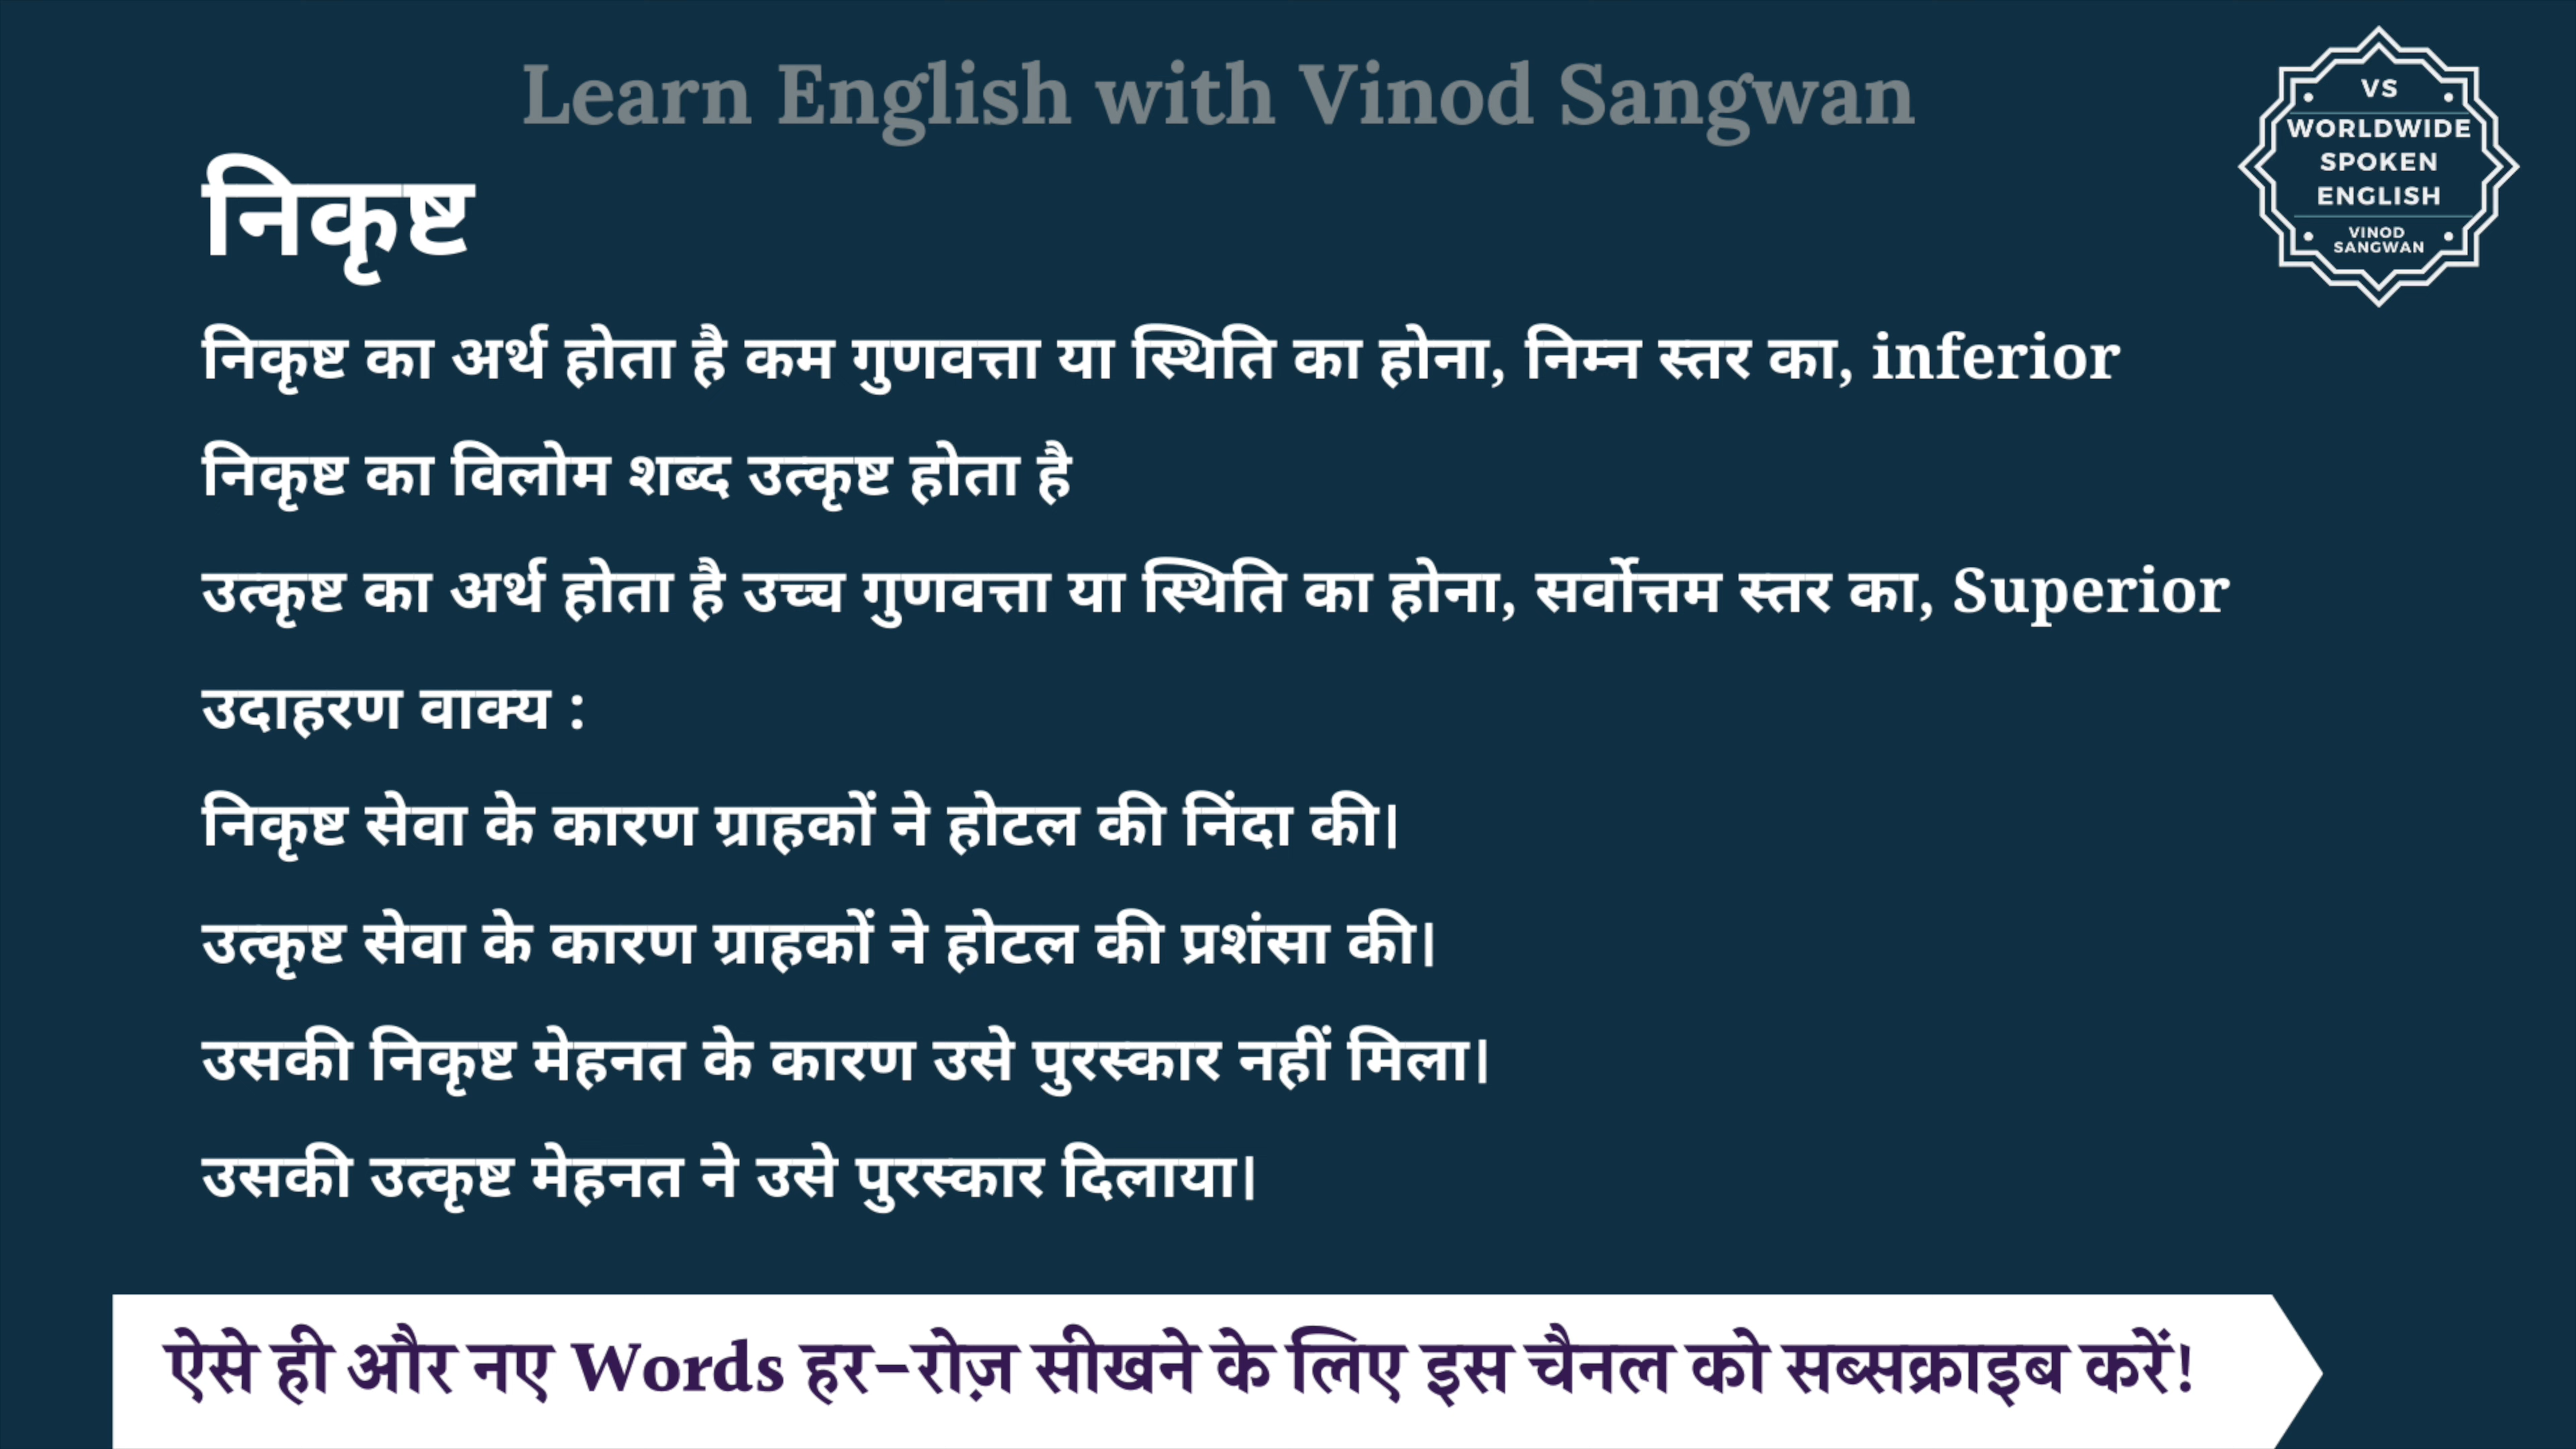 Learn English with Vinod Sangwan
VS
WORLDWIDE
SPOKEN
ENGLISH
VINOD
SANGWAN
निकृष्ट
निकृष्ट का अर्थ होता है कम गुणवत्ता या स्थिति का होना, निम्न स्तर का, inferior
निकृष्ट का विलोम शब्द उत्कृष्ट होता है
उत्कृष्ट का अर्थ होता है उच्च गुणवत्ता या स्थिति का होना, सर्वोत्तम स्तर का, Superior
उदाहरण वाक्य :
निकृष्ट सेवा के कारण ग्राहकों ने होटल की निंदा की।
उत्कृष्ट सेवा के कारण ग्राहकों ने होटल की प्रशंसा की।
उसकी निकृष्ट मेहनत के कारण उसे पुरस्कार नहीं मिला।
उसकी उत्कृष्ट मेहनत ने उसे पुरस्कार दिलाया।
ऐसे ही और नए Words हर-रोज़ सीखने के लिए इस चैनल को सब्सक्राइब करें!